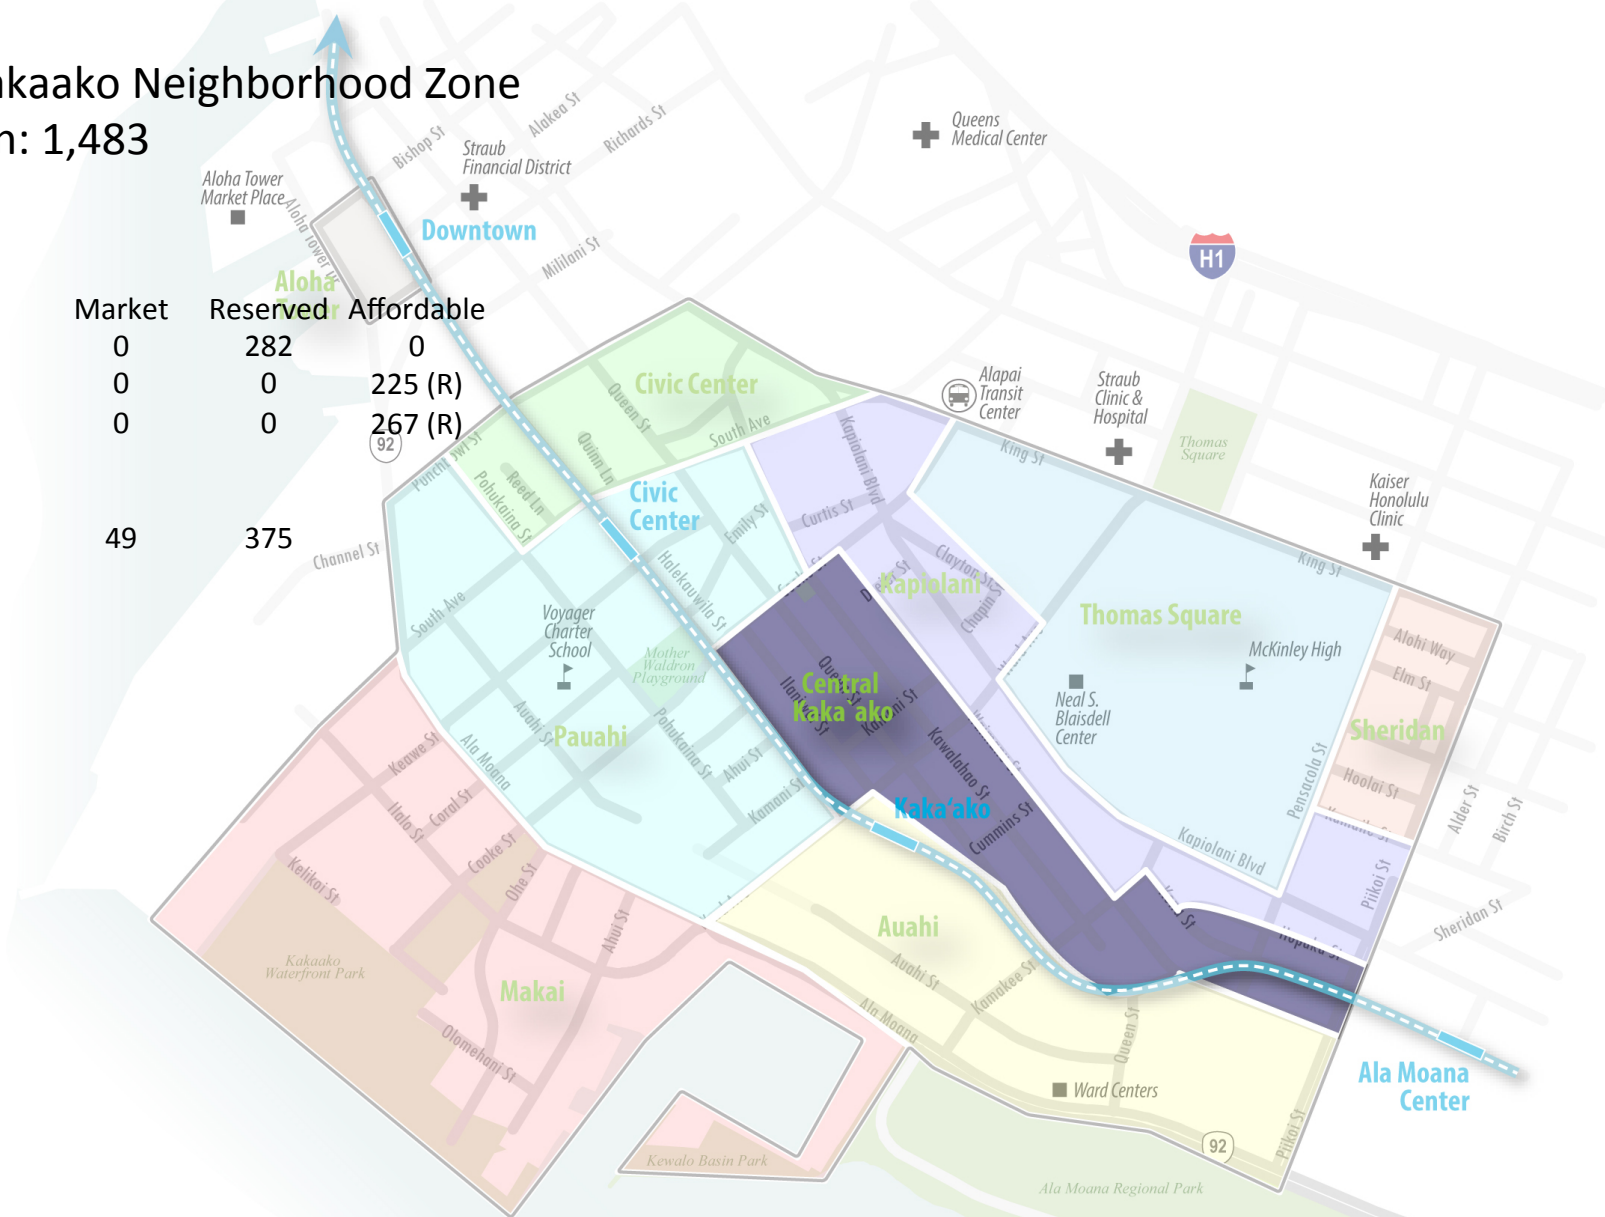 akaako Neighborhood Zone
n: 1,483
Market Reserved Affordable
0 282 0
0 0 225 (R)
0 0 267 (R)
49 375
Bishop St
Alakea St
Richards St
Straub
Financial District
Queens
Medical Center
Aloha Tower
Market Place
Downtown
Mililani St
H1
Aloha
Civic Center
Queen St
South Ave
Quinn Ln
Reed Ln
Pohukaina St
92
Channel St
Alapai
Transit
Center
Straub
Clinic &
Hospital
Thomas
Square
Kaiser
Honolulu
Clinic
King St
King St
Kapiolani Blvd
Curtis St
Clayton St
Chapin St
Kapiolani
Thomas Square
McKinley High
Neal S.
Blaisdell
Center
Alohi Way
Elm St
Sheridan
Hoolai St
Pensacola St
Kapiolani Blvd
Piikoi St
Alder St
Birch St
Sheridan St
Civic
Center
Emily St
Halekauwila St
South Ave
Voyager
Charter
School
Mother
Waldron
Playground
Pauahi
Auahi St
Pohukaina St
Ahui St
Kamani St
Ala Moana
Central
Kaka ako
Queen St
Ilaniwai St
Kawaiahao St
Cummins St
Kaka'ako
Hopaka St
Keawe St
Coral St
Ilalo St
Cooke St
Ohe St
Kelikoi St
Ahui St
Kakaako
Waterfront Park
Makai
Olomehani St
Kewalo Basin Park
Auahi
Auahi St
Kamakee St
Ala Moana
Queen St
Ward Centers
92
Piikoi St
Ala Moana
Center
Ala Moana Regional Park